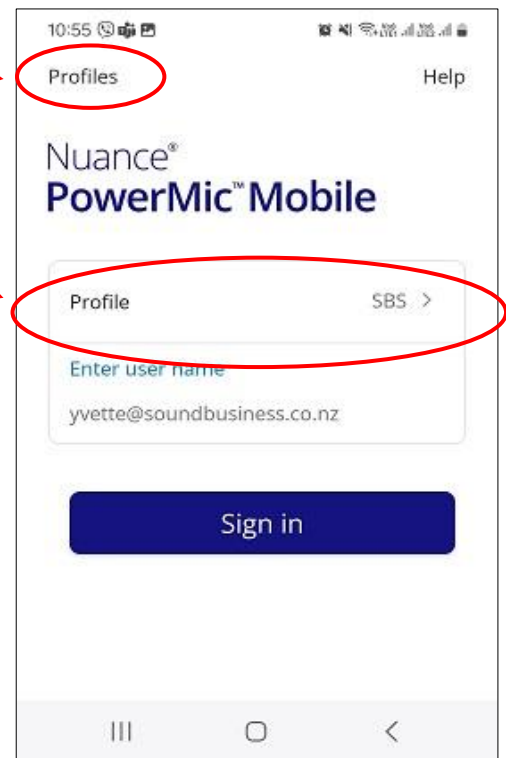 10:55
Profiles Help
Nuance®
PowerMic™ Mobile
Profile SBS >
Enter user name
yvette@soundbusiness.co.nz
Sign in